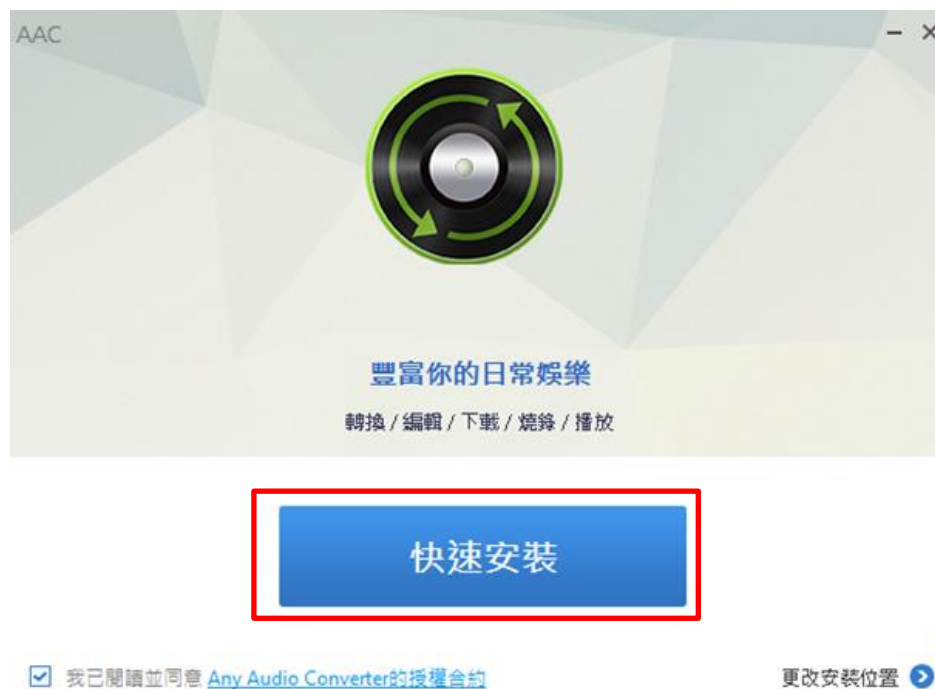 AAC
豐富你的日常娛樂
轉換 / 編輯 / 下載 / 燒錄 / 播放
快速安裝
我已閱讀並同意 Any Audio Converter的授權合約
更改安裝位置